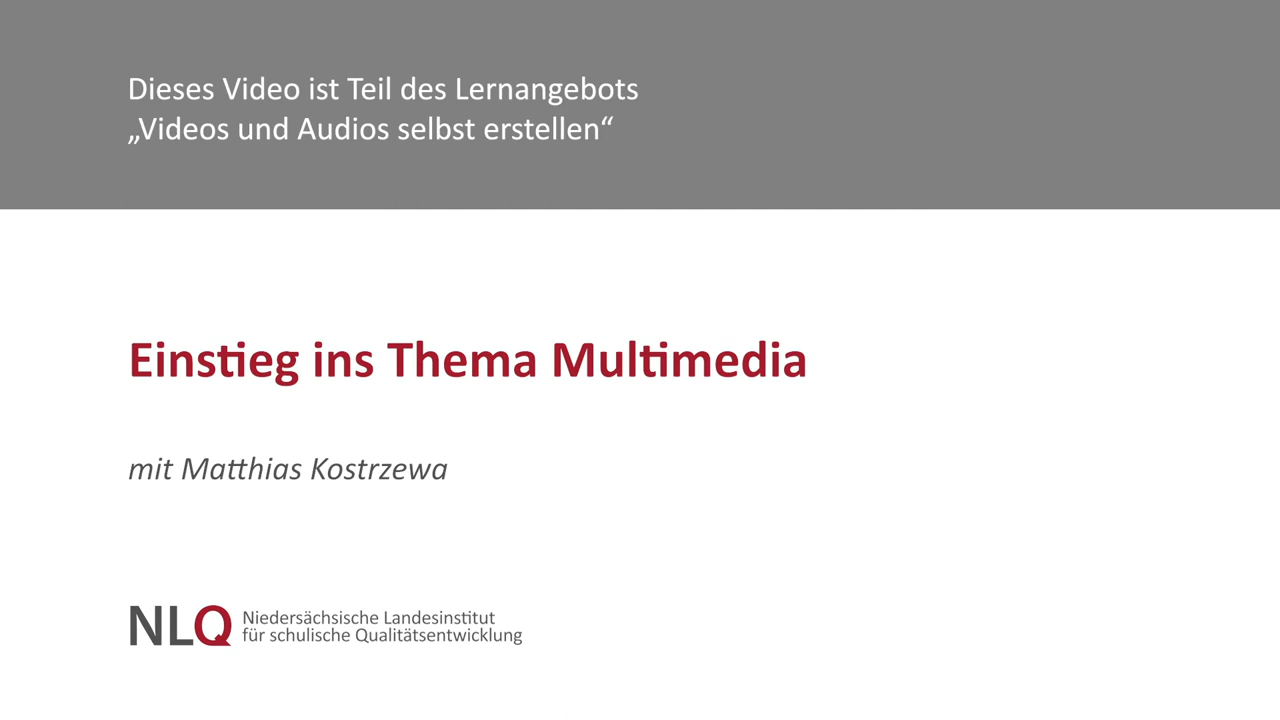 Dieses Video ist Teil des Lernangebots
„Videos und Audios selbst erstellen“
Einstieg ins Thema Multimedia
mit Matthias Kostrzewa
NLQ
Niedersächsische Landesinstitut
für schulische Qualitätsentwicklung